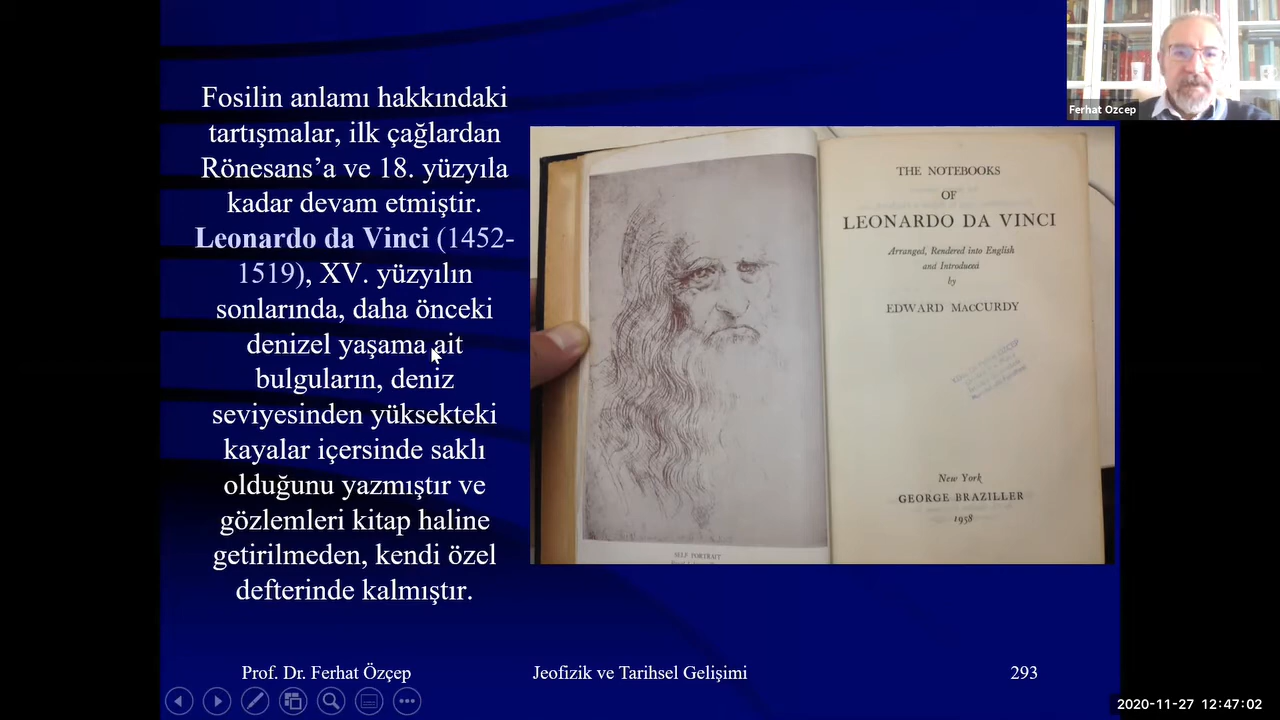 Fosilin anlamı hakkındaki
tartışmalar, ilk çağlardan
Rönesans’a ve 18. yüzyıla
kadar devam etmiştir.
Leonardo da Vinci (1452-
1519), XV. yüzyılın
sonlarında, daha önceki
denizel yaşama ait
bulguların, deniz
seviyesinden yüksekteki
kayalar içersinde saklı
olduğunu yazmıştır ve
gözlemleri kitap haline
getirilmeden, kendi özel
defterinde kalmıştır.
THE NOTEBOOKS
OF
LEONARDO DA VINCI
Arranged, Rendered into English
and Introduced
by
EDWARD MACCURDY
New York
GEORGE BRAZILLER
1958
SELF PORTRAIT
Ferhat Ozcep
Prof. Dr. Ferhat Özçep
Jeofizik ve Tarihsel Gelişimi
293
2020-11-27 12:47:02